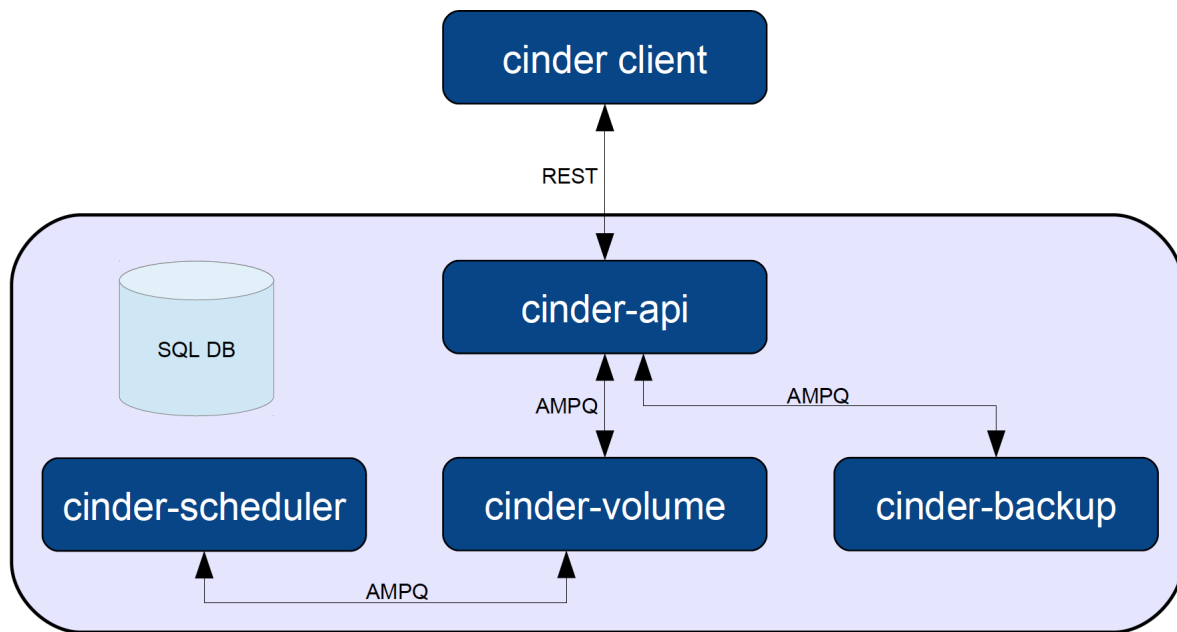 cinder client
REST
cinder-api
SQL DB
AMPQ
AMPQ
cinder-scheduler
cinder-volume
cinder-backup
AMPQ